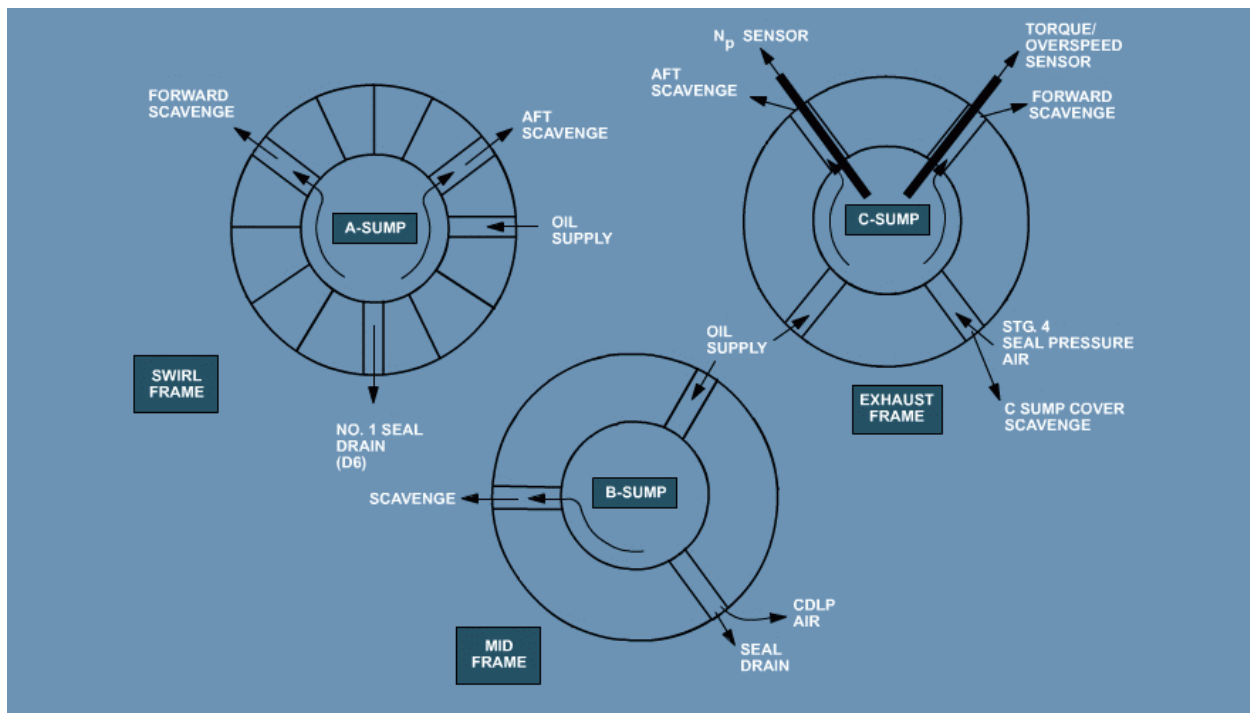 FORWARD
SCAVENGE
AFT
SCAVENGE
A-SUMP
OIL
SUPPLY
SWIRL
FRAME
NO. 1 SEAL
DRAIN
(D6)
Np SENSOR
TORQUE/
OVERSPEED
SENSOR
AFT
SCAVENGE
FORWARD
SCAVENGE
C-SUMP
OIL
SUPPLY
STG. 4
SEAL PRESSURE
AIR
EXHAUST
FRAME
C SUMP COVER
SCAVENGE
SCAVENGE
B-SUMP
CDLP
AIR
SEAL
DRAIN
MID
FRAME